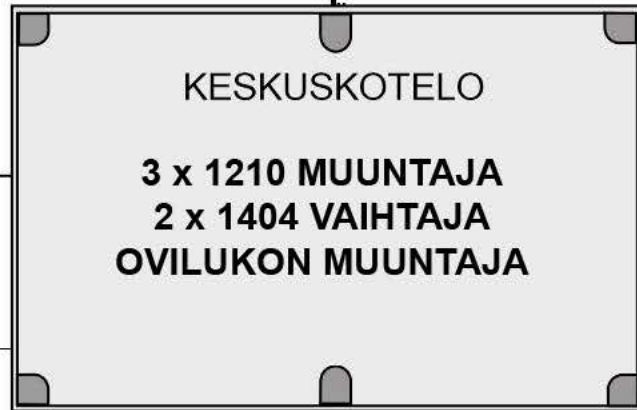 KESKUSKOTELO
3 x 1210 MUUNTAJA
2 x 1404 VAIHTAJA
OVILUKON MUUNTAJA